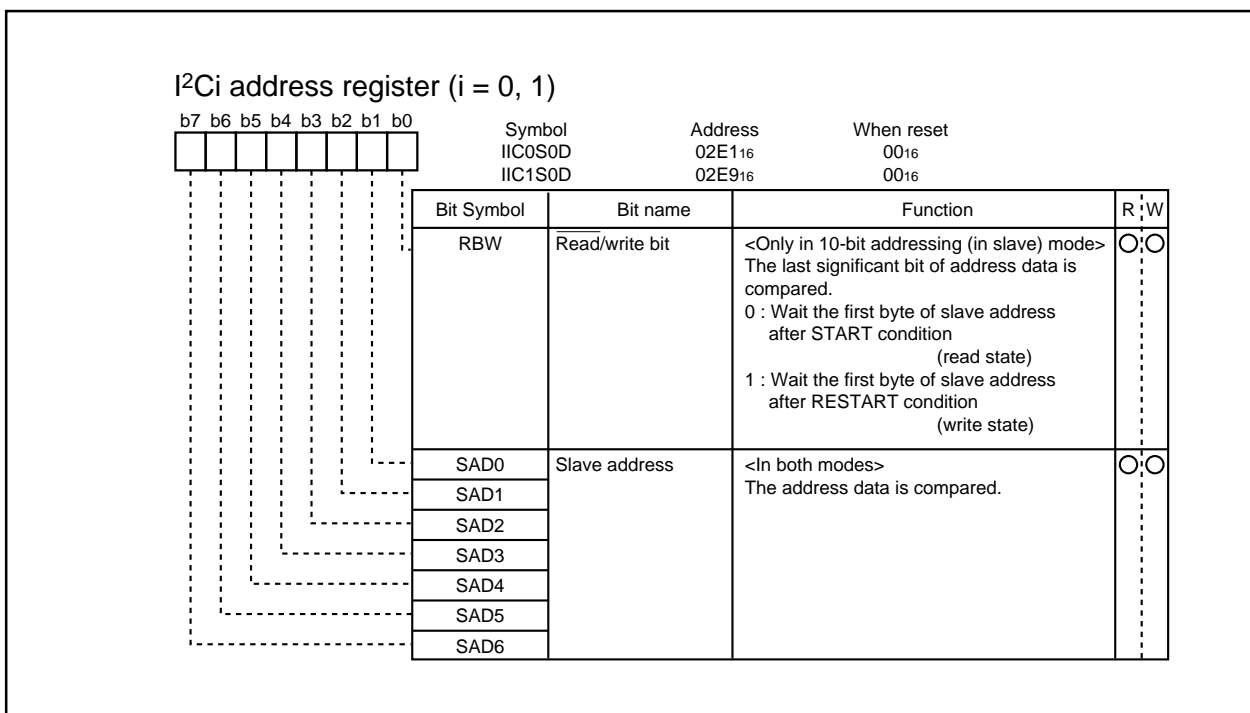 I²Ci address register (i = 0, 1)
b7 b6 b5 b4 b3 b2 b1 b0
Symbol Address When reset
IIC0S0D 02E1₁₆ 00₁₆
IIC1S0D 02E9₁₆ 00₁₆
Bit Symbol Bit name Function R W
RBW Read/write bit <Only in 10-bit addressing (in slave) mode>
The last significant bit of address data is
compared.
0 : Wait the first byte of slave address
after START condition
(read state)
1 : Wait the first byte of slave address
after RESTART condition
(write state)
SAD0 Slave address <In both modes>
SAD1 The address data is compared.
SAD2
SAD3
SAD4
SAD5
SAD6